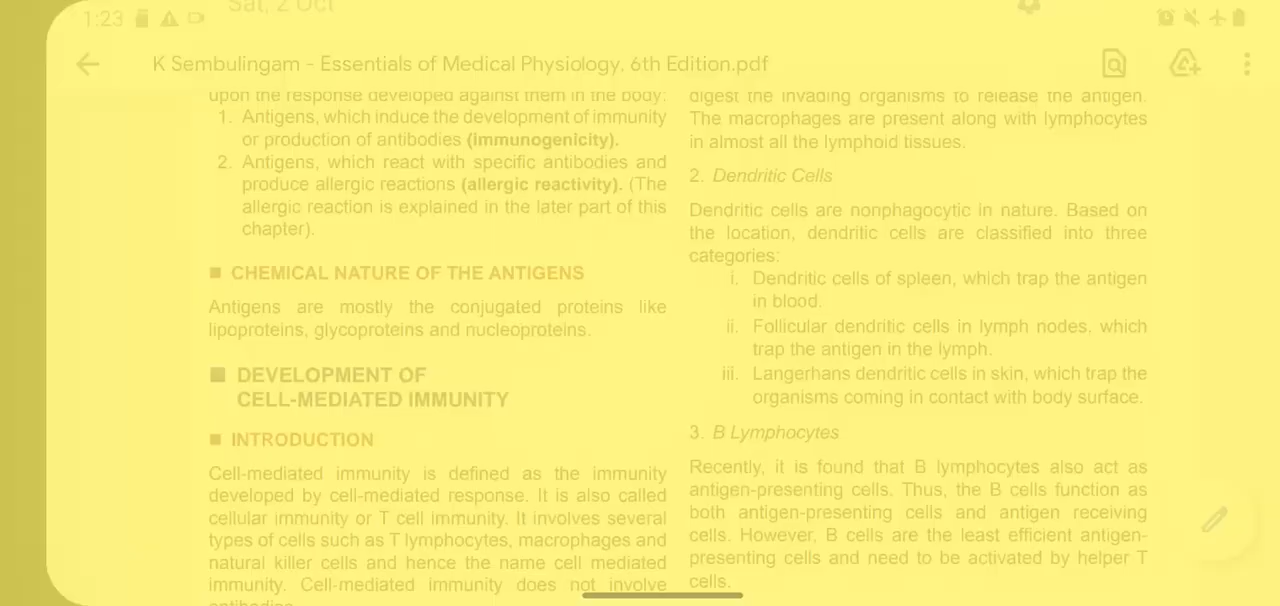 Sat, 2 Oct
1:23
K Sembulingam - Essentials of Medical Physiology. 6th Edition.pdf
upon the response developed against them in the body:
1. Antigens, which induce the development of immunity
or production of antibodies (immunogenicity).
2. Antigens, which react with specific antibodies and
produce allergic reactions (allergic reactivity). (The
allergic reaction is explained in the later part of this
chapter).
■ CHEMICAL NATURE OF THE ANTIGENS
Antigens are mostly the conjugated proteins like
lipoproteins, glycoproteins and nucleoproteins.
■ DEVELOPMENT OF
CELL-MEDIATED IMMUNITY
■ INTRODUCTION
Cell-mediated immunity is defined as the immunity
developed by cell-mediated response. It is also called
cellular immunity or T cell immunity. It involves several
types of cells such as T lymphocytes, macrophages and
natural killer cells and hence the name cell mediated
immunity. Cell-mediated immunity does not involve
antibodies.
digest the invading organisms to release the antigen.
The macrophages are present along with lymphocytes
in almost all the lymphoid tissues.
2. Dendritic Cells
Dendritic cells are nonphagocytic in nature. Based on
the location, dendritic cells are classified into three
categories:
i. Dendritic cells of spleen, which trap the antigen
in blood.
ii. Follicular dendritic cells in lymph nodes, which
trap the antigen in the lymph.
iii. Langerhans dendritic cells in skin, which trap the
organisms coming in contact with body surface.
3. B Lymphocytes
Recently, it is found that B lymphocytes also act as
antigen-presenting cells. Thus, the B cells function as
both antigen-presenting cells and antigen receiving
cells. However, B cells are the least efficient antigen-
presenting cells and need to be activated by helper T
cells.